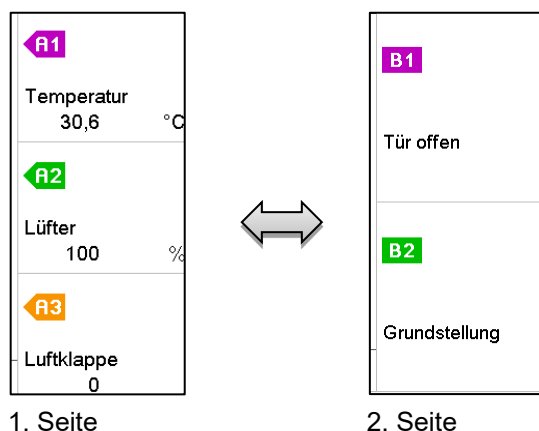 A1
Temperatur
30,6 °C
A2
Lüfter
100 %
A3
Luftklappe
0
1. Seite
B1
Tür offen
B2
Grundstellung
2. Seite